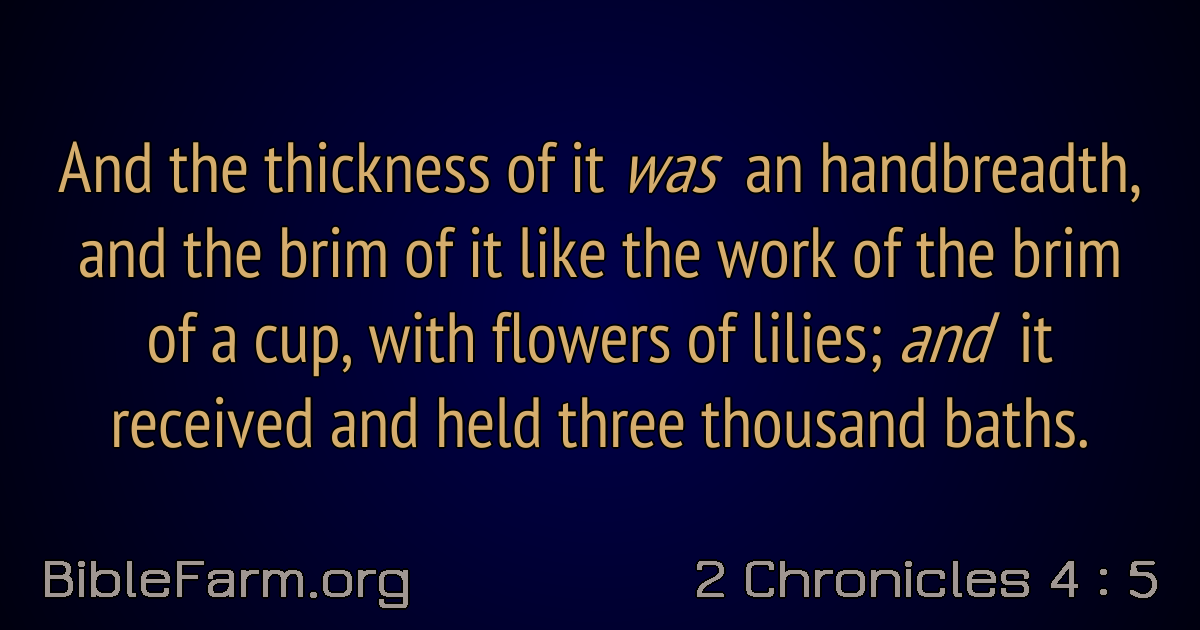 And the thickness of it was an handbreadth,
and the brim of it like the work of the brim
of a cup, with flowers of lilies; and it
received and held three thousand baths.
BibleFarm.org
2 Chronicles 4 : 5